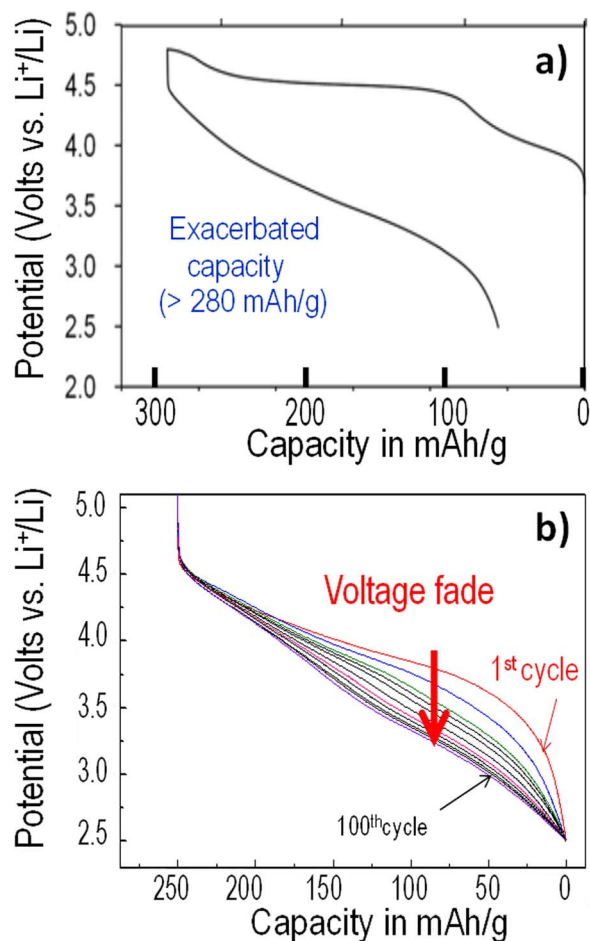 Potential (Volts vs. Li⁺/Li)
5.0
4.5
4.0
3.5
3.0
2.5
2.0
a)
Exacerbated
capacity
(> 280 mAh/g)
300 200 100 0
Capacity in mAh/g
Potential (Volts vs. Li⁺/Li)
5.0
4.5
4.0
3.5
3.0
2.5
b)
Voltage fade
1ˢᵗ cycle
100ᵗʰcycle
250 250 150 100 50 0
Capacity in mAh/g